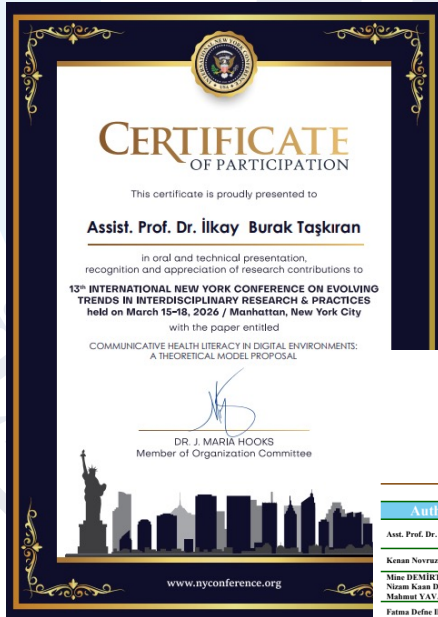 CERTIFICATE
OF PARTICIPATION
This certificate is proudly presented to
Assist. Prof. Dr. İlkay Burak Taşkıran
in oral and technical presentation,
recognition and appreciation of research contributions to
13th INTERNATIONAL NEW YORK CONFERENCE ON EVOLVING
TRENDS IN INTERDISCIPLINARY RESEARCH & PRACTICES
held on March 15-18, 2026 / Manhattan, New York City
with the paper entitled
COMMUNICATIVE HEALTH LITERACY IN DIGITAL ENVIRONMENTS:
A THEORETICAL MODEL PROPOSAL
DR. J. MARIA HOOKS
Member of Organization Committee
www.nyconference.org
Auth
Asst. Prof. Dr.
Kenan Novruz
Mine DEMİRT
Nizam Kaan D
Mahmut YAV
Fatma Defne